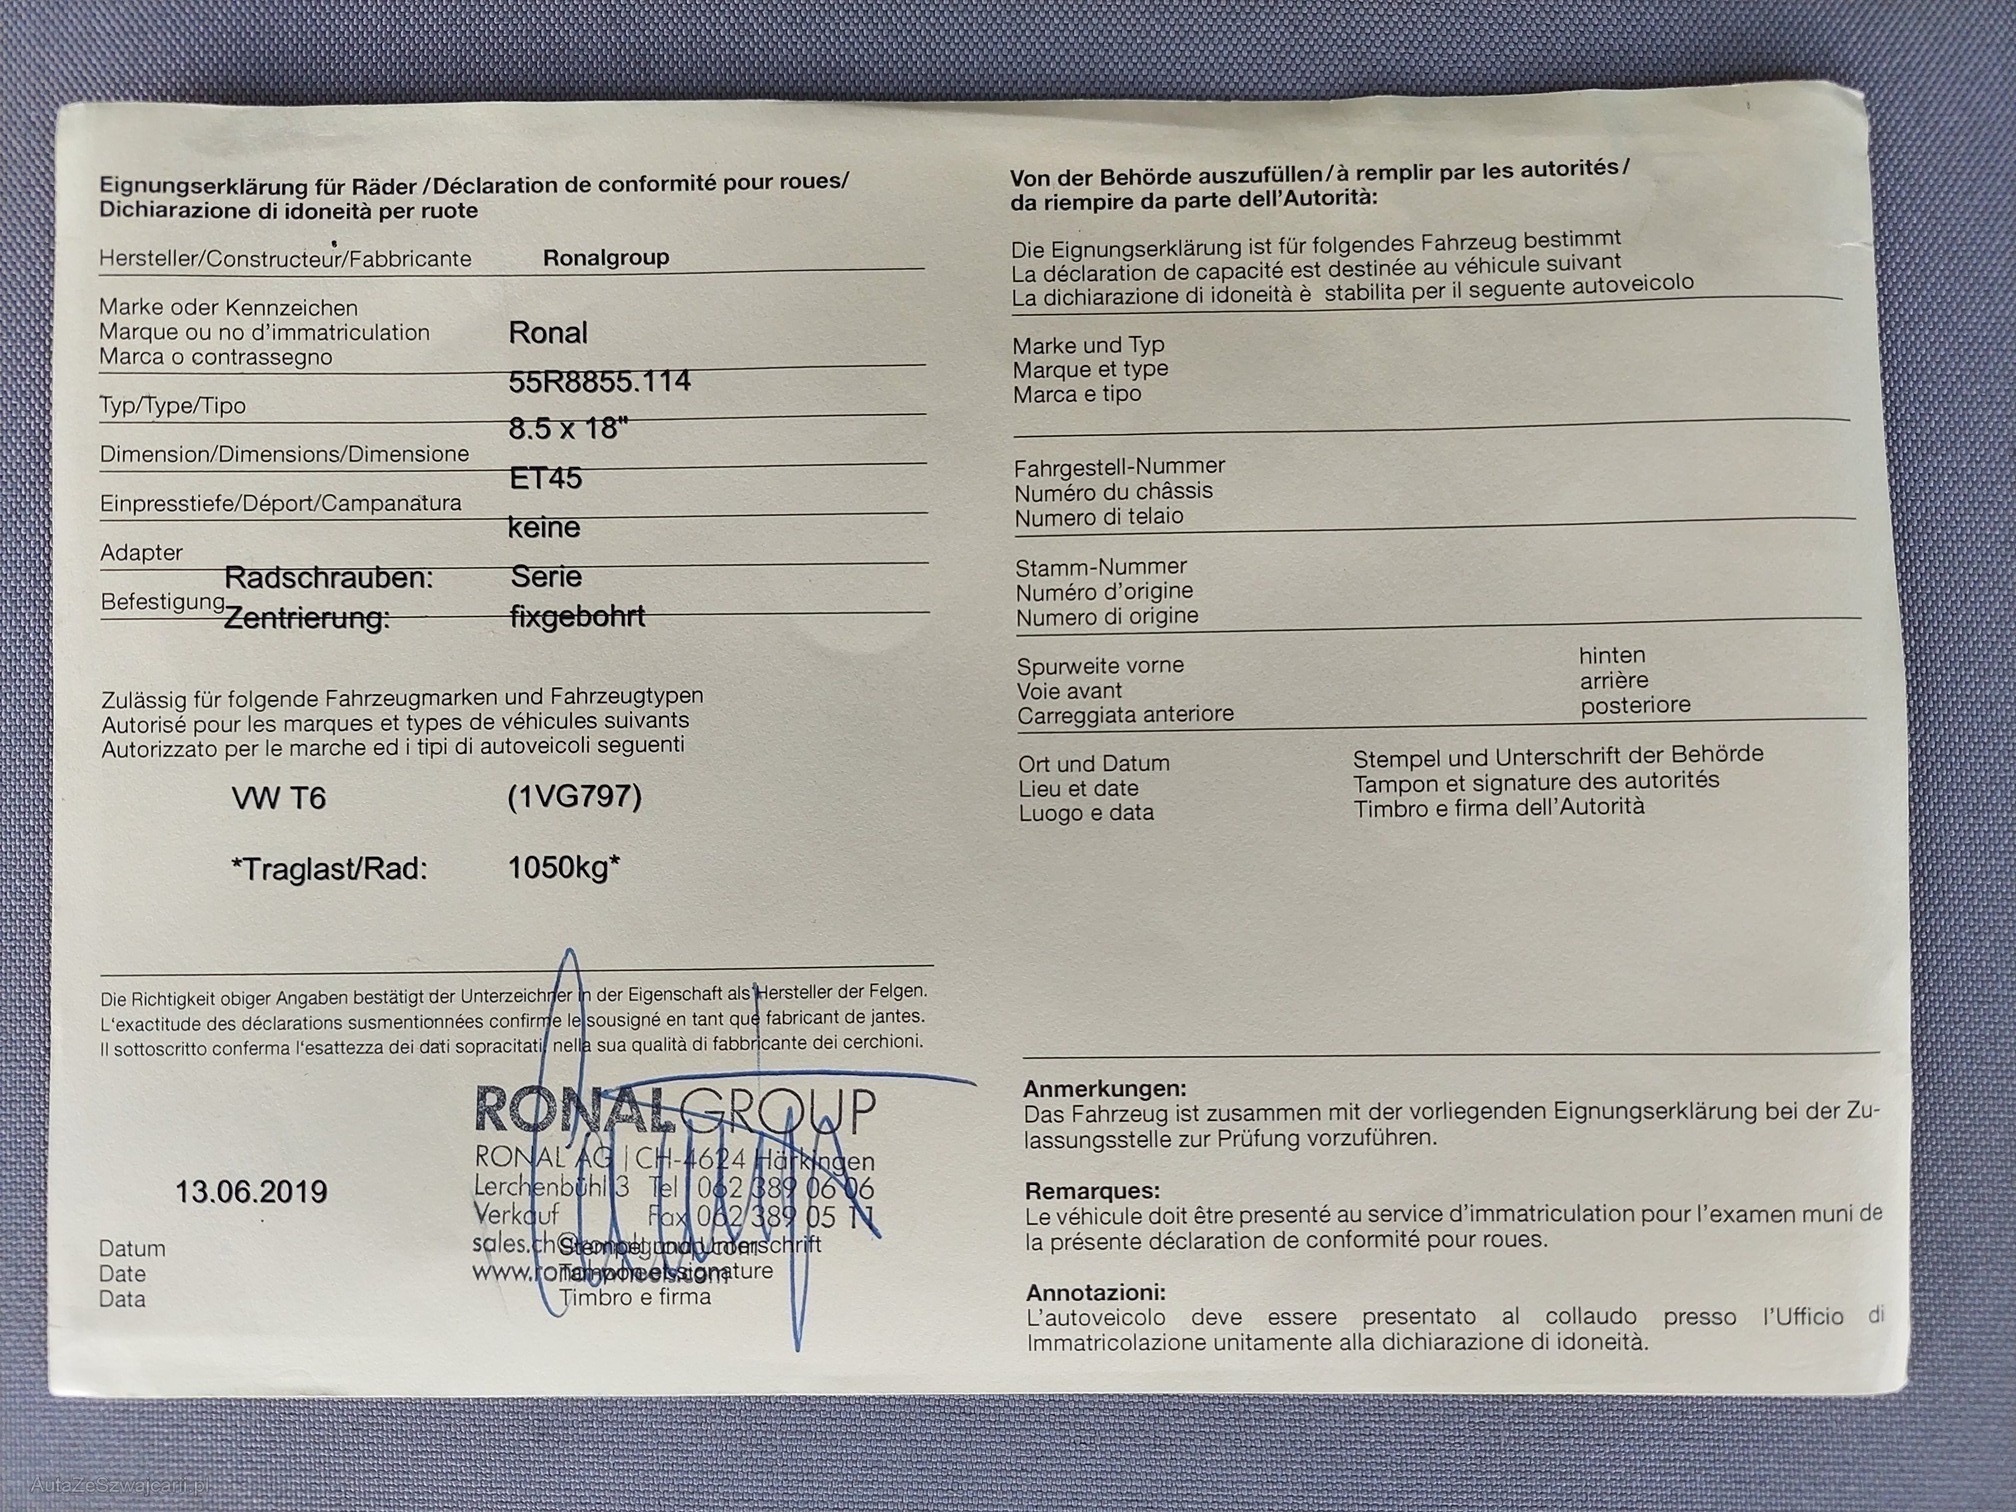 Eignungserklärung für Räder/Déclaration de conformité pour roues/
Dichiarazione di idoneità per ruote
Hersteller/Constructeur/Fabbricante Ronalgroup
Marke oder Kennzeichen
Marque ou no d'immatriculation Ronal
Marca o contrassegno
55R8855.114
Typ/Type/Tipo
8.5 x 18"
Dimension/Dimensions/Dimensione
ET45
Einpresstiefe/Déport/Campanatura
keine
Adapter
Radschrauben: Serie
Befestigung
Zentrierung: fixgebohrt
Zulässig für folgende Fahrzeugmarken und Fahrzeugtypen
Autorisé pour les marques et types de véhicules suivants
Autorizzato per le marche ed i tipi di autoveicoli seguenti
VW T6 (1VG797)
*Traglast/Rad: 1050kg*
Die Richtigkeit obiger Angaben bestätigt der Unterzeichner in der Eigenschaft als Hersteller der Felgen.
L'exactitude des déclarations susmentionnées confirme le sousigné en tant que fabricant de jantes.
Il sottoscritto conferma l'esattezza dei dati sopracitati, nella sua qualità di fabbricante dei cerchioni.
RONALGROUP
RONAL AG | CH-4624 Härkingen
Lerchenbühl 3 Tel 062 389 06 06
Verkauf Fax 062 389 05 11
sales.ch@
Stempel und Unterschrift
Tampon et signature
Timbro e firma
13.06.2019
Datum
Date
Data
Von der Behörde auszufüllen/à remplir par les autorités/
da riempire da parte dell'Autorità:
Die Eignungserklärung ist für folgendes Fahrzeug bestimmt
La déclaration de capacité est destinée au véhicule suivant
La dichiarazione di idoneità è stabilita per il seguente autoveicolo
Marke und Typ
Marque et type
Marca e tipo
Fahrgestell-Nummer
Numéro du châssis
Numero di telaio
Stamm-Nummer
Numéro d'origine
Numero di origine
Spurweite vorne hinten
Voie avant arrière
Carreggiata anteriore posteriore
Ort und Datum Stempel und Unterschrift der Behörde
Lieu et date Tampon et signature des autorités
Luogo e data Timbro e firma dell'Autorità
Anmerkungen:
Das Fahrzeug ist zusammen mit der vorliegenden Eignungserklärung bei der Zu-
lassungsstelle zur Prüfung vorzuführen.
Remarques:
Le véhicule doit être presenté au service d'immatriculation pour l'examen muni de
la présente déclaration de conformité pour roues.
Annotazioni:
L'autoveicolo deve essere presentato al collaudo presso l'Ufficio di
Immatricolazione unitamente alla dichiarazione di idoneità.
AutaZeSzwajcarii.pl